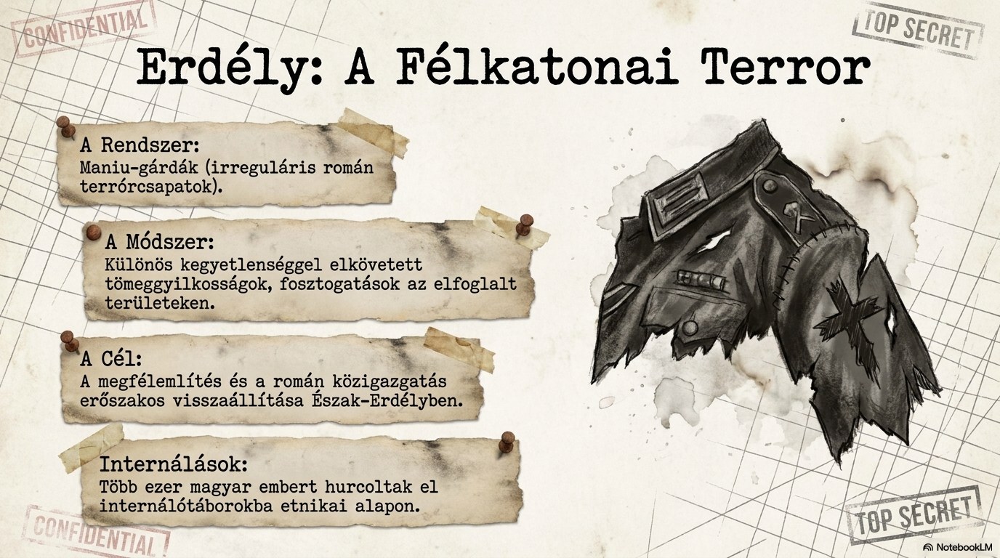 CONFIDENTIAL
TOP SECRET
Erdély: A Félkatonai Terror
A Rendszer:
Maniu-gárdák (irreguláris román
terrórcsapatok).
A Módszer:
Különös kegyetlenséggel elkövetett
tömeggyilkosságok, fosztogatások az elfoglalt
területeken.
A Cél:
A megfélemlítés és a román közigazgatás
erőszakos visszaállítása Észak-Erdélyben.
Internálások:
Több ezer magyar embert hurcoltak el
internálótáborokba etnikai alapon.
CONFIDENTIAL
TOP SECRET
NotebookLM